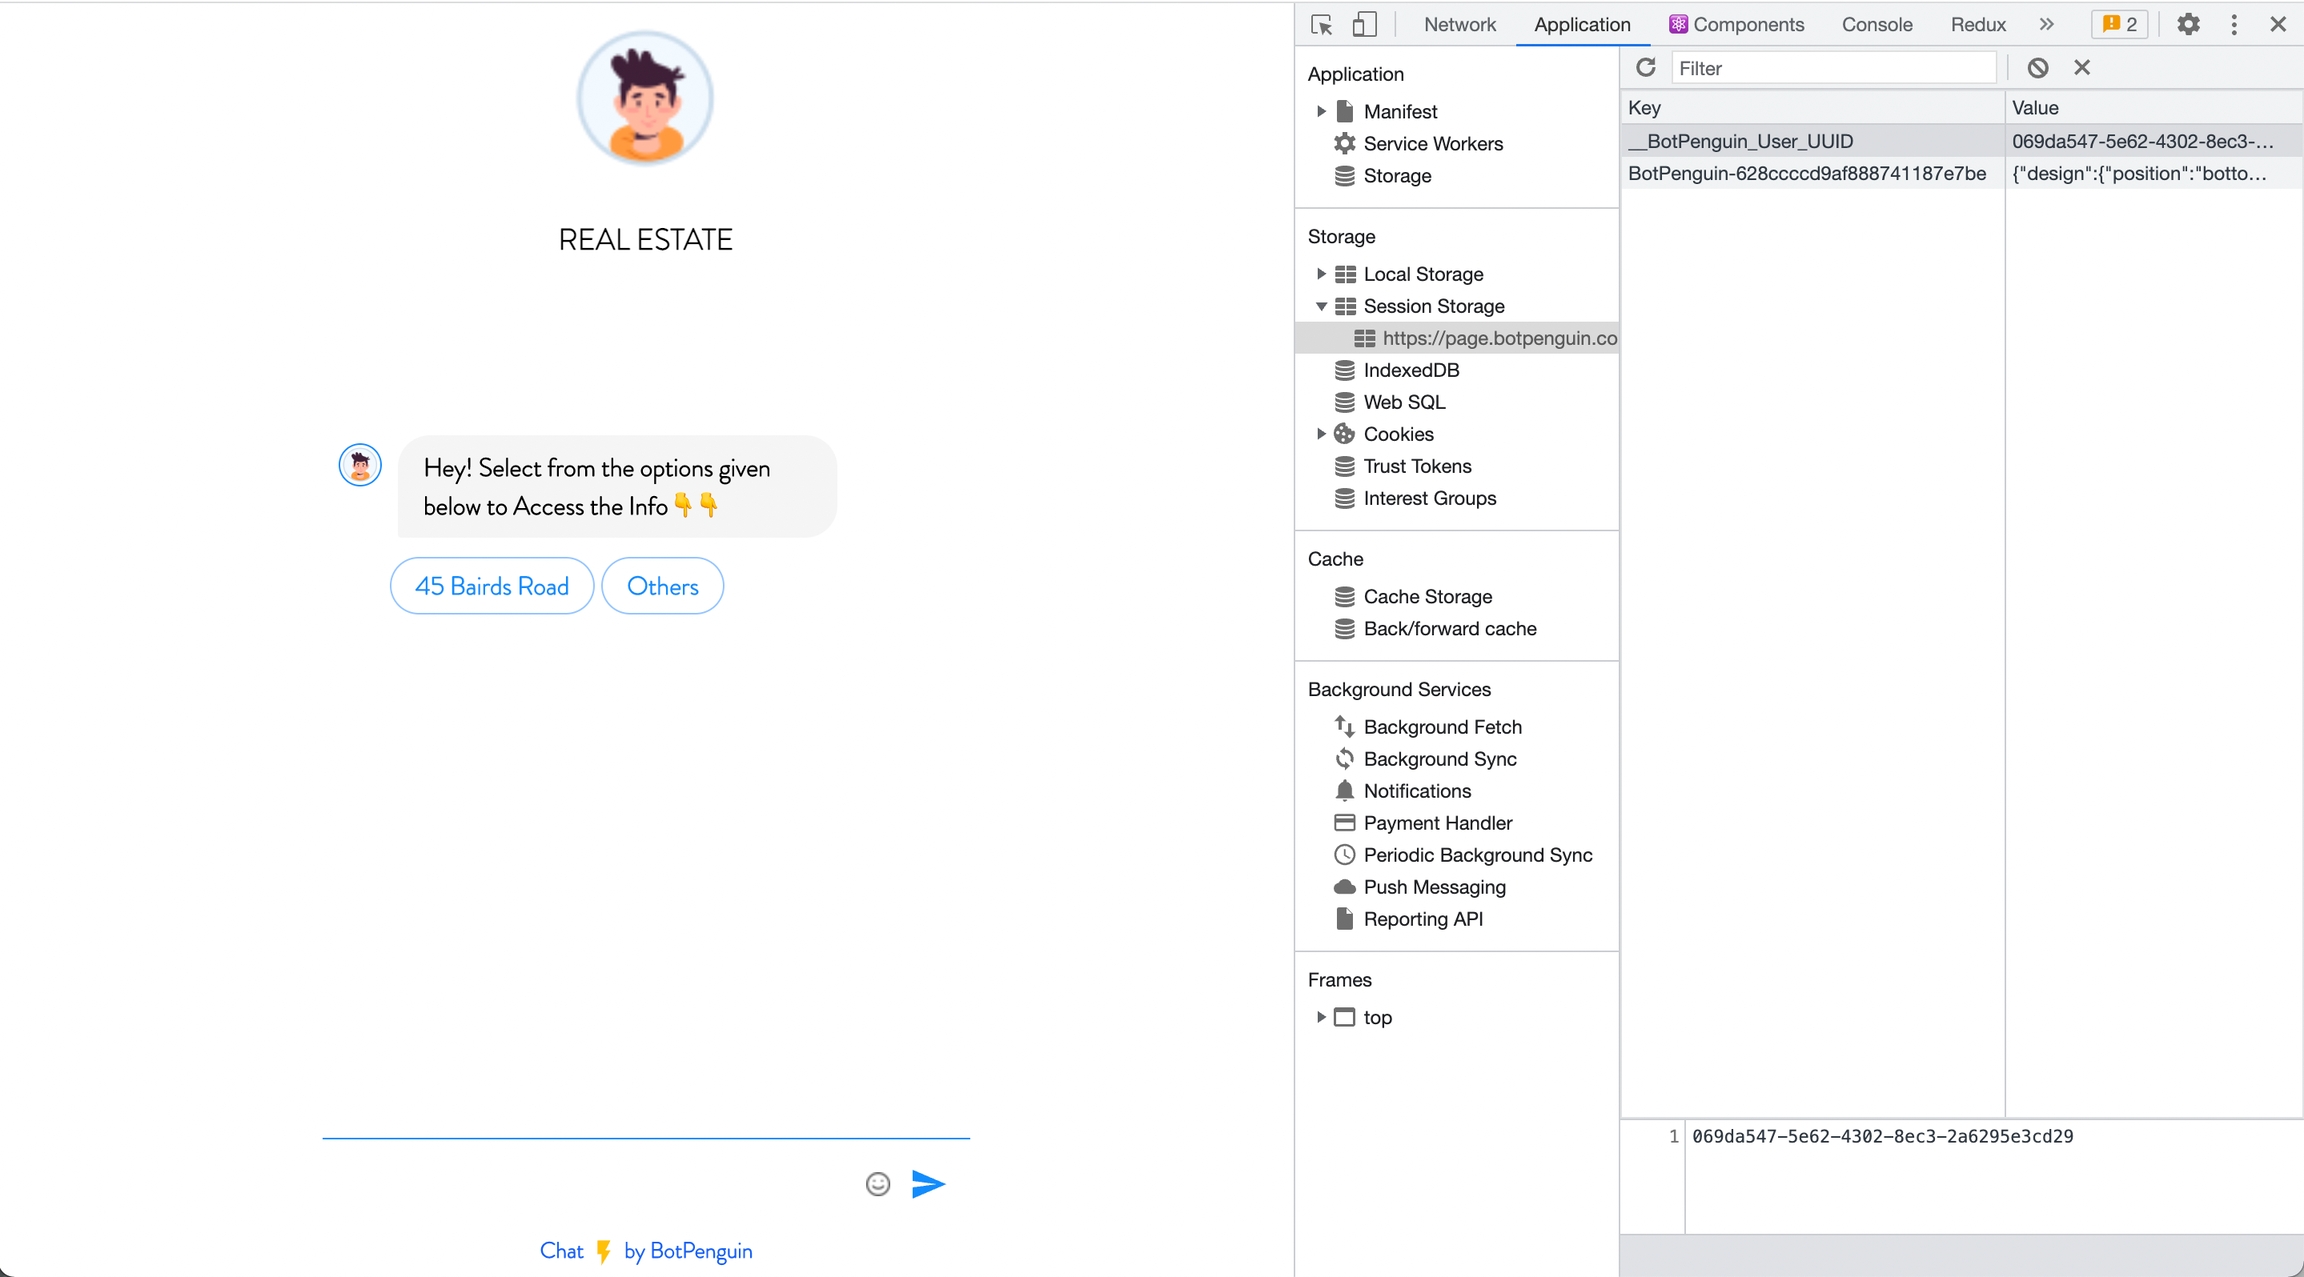 REAL ESTATE
Hey! Select from the options given
below to Access the Info👇👇
45 Bairds Road
Others
Chat ⚡ by BotPenguin
Network
Application
Components
Console
Redux
2
Application
Manifest
Service Workers
Storage
Storage
Local Storage
Session Storage
https://page.botpenguin.co
IndexedDB
Web SQL
Cookies
Trust Tokens
Interest Groups
Cache
Cache Storage
Back/forward cache
Background Services
Background Fetch
Background Sync
Notifications
Payment Handler
Periodic Background Sync
Push Messaging
Reporting API
Frames
top
Filter
Key Value
__BotPenguin_User_UUID 069da547-5e62-4302-8ec3-…
BotPenguin-628ccccd9af888741187e7be {"design":{"position":"botto…
1 069da547-5e62-4302-8ec3-2a6295e3cd29